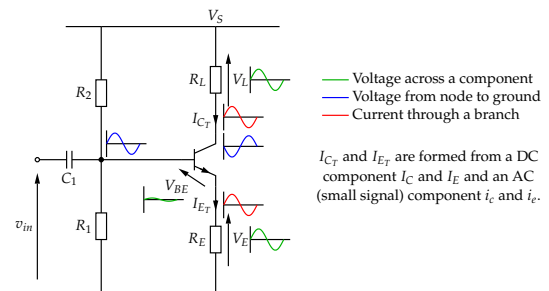 V_S
R_2
R_L
V_L
I_{C_T}
C_1
V_{BE}
I_{E_T}
v_{in}
R_1
R_E
V_E
Voltage across a component
Voltage from node to ground
Current through a branch
I_{C_T} and I_{E_T} are formed from a DC
component I_C and I_E and an AC
(small signal) component i_c and i_e.